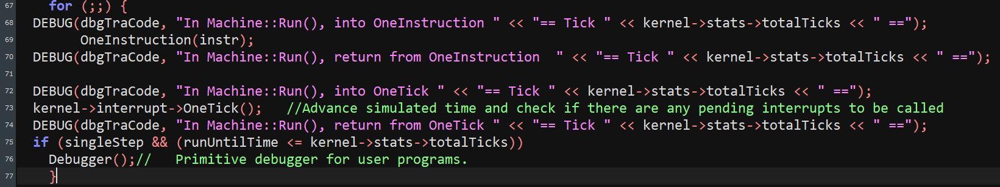 67 for (;;) {
68 DEBUG(dbgTraCode, "In Machine::Run(), into OneInstruction " << "== Tick " << kernel->stats->totalTicks << " ==");
69 OneInstruction(instr);
70 DEBUG(dbgTraCode, "In Machine::Run(), return from OneInstruction  " << "== Tick " << kernel->stats->totalTicks << " ==");
71
72 DEBUG(dbgTraCode, "In Machine::Run(), into OneTick " << "== Tick " << kernel->stats->totalTicks << " ==");
73 kernel->interrupt->OneTick();   //Advance simulated time and check if there are any pending interrupts to be called
74 DEBUG(dbgTraCode, "In Machine::Run(), return from OneTick " << "== Tick " << kernel->stats->totalTicks << " ==");
75 if (singleStep && (runUntilTime <= kernel->stats->totalTicks))
76 Debugger();//   Primitive debugger for user programs.
77 }